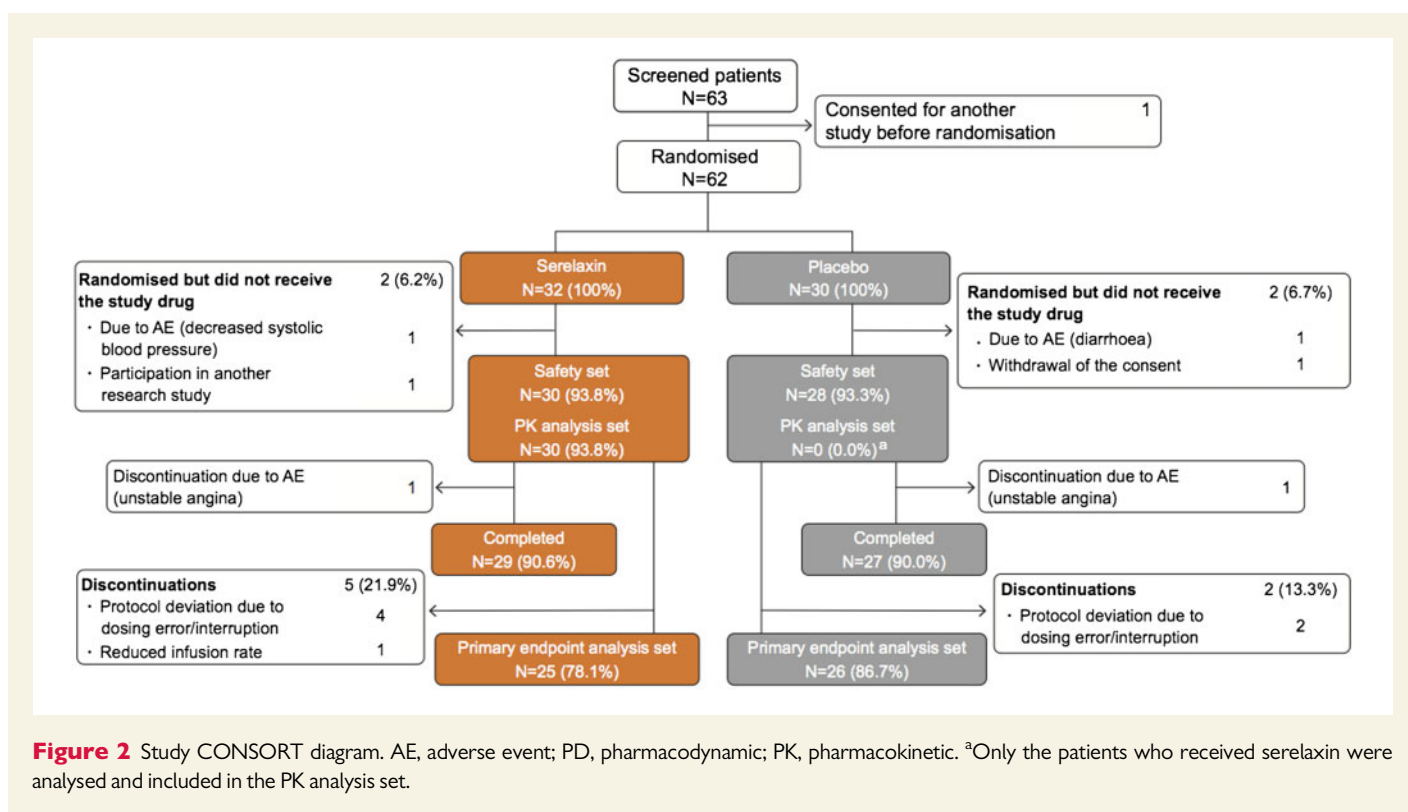 Screened patients
N=63
Consented for another 1
study before randomisation
Randomised
N=62
Serelaxin
N=32 (100%)
Placebo
N=30 (100%)
Randomised but did not receive 2 (6.2%)
the study drug
· Due to AE (decreased systolic
blood pressure) 1
· Participation in another
research study 1
Randomised but did not receive 2 (6.7%)
the study drug
. Due to AE (diarrhoea) 1
· Withdrawal of the consent 1
Safety set
N=30 (93.8%)
PK analysis set
N=30 (93.8%)
Safety set
N=28 (93.3%)
PK analysis set
N=0 (0.0%)a
Discontinuation due to AE
(unstable angina) 1
Discontinuation due to AE
(unstable angina) 1
Completed
N=29 (90.6%)
Completed
N=27 (90.0%)
Discontinuations 5 (21.9%)
· Protocol deviation due to
dosing error/interruption 4
· Reduced infusion rate 1
Discontinuations 2 (13.3%)
· Protocol deviation due to
dosing error/interruption 2
Primary endpoint analysis set
N=25 (78.1%)
Primary endpoint analysis set
N=26 (86.7%)
Figure 2 Study CONSORT diagram. AE, adverse event; PD, pharmacodynamic; PK, pharmacokinetic. aOnly the patients who received serelaxin were
analysed and included in the PK analysis set.